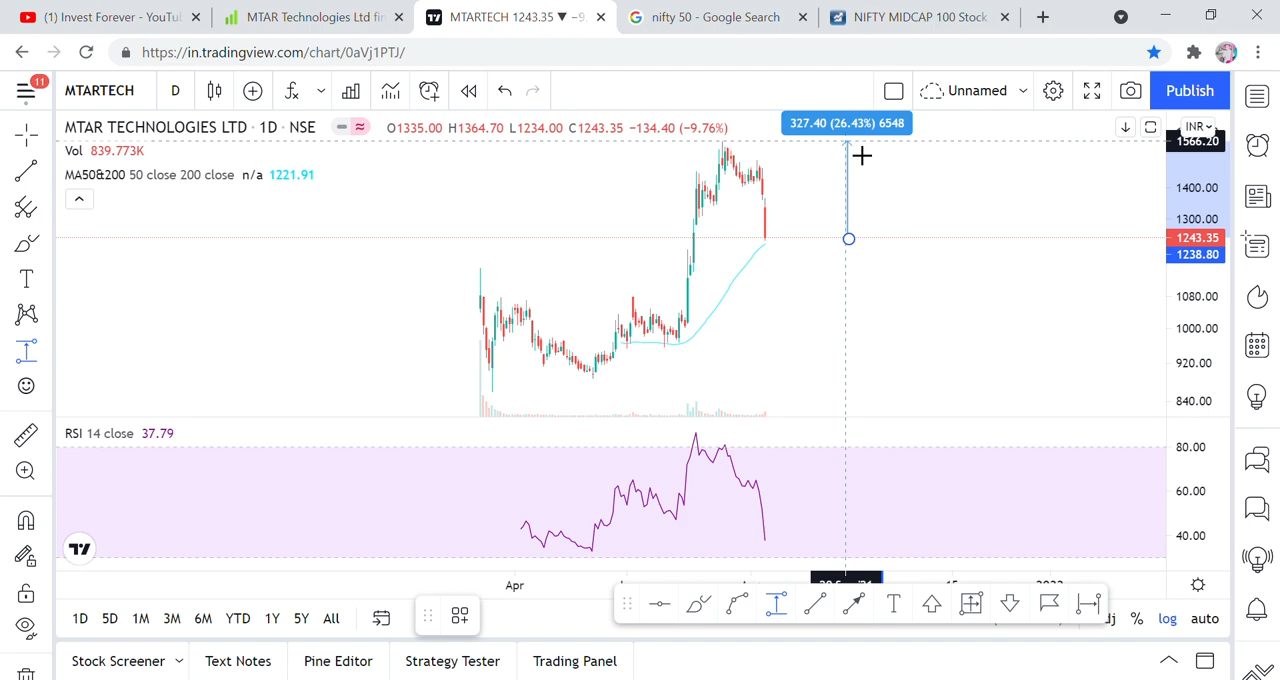 Invest Forever - YouTu
MTAR Technologies Ltd fin
MTARTECH 1243.35 ▼ −9.
nifty 50 - Google Search
NIFTY MIDCAP 100 Stock
https://in.tradingview.com/chart/0aVj1PTJ/
11
MTARTECH
D
Unnamed
Publish
MTAR TECHNOLOGIES LTD · 1D · NSE
O1335.00 H1364.70 L1234.00 C1243.35 −134.40 (−9.76%)
327.40 (26.43%) 6548
INR
Vol 839.773K
MA50&200 50 close 200 close n/a 1221.91
1566.20
1400.00
1300.00
1243.35
1238.80
1080.00
1000.00
920.00
840.00
RSI 14 close 37.79
80.00
60.00
40.00
Apr
15
2022
1D 5D 1M 3M 6M YTD 1Y 5Y All
% log auto
Stock Screener
Text Notes
Pine Editor
Strategy Tester
Trading Panel